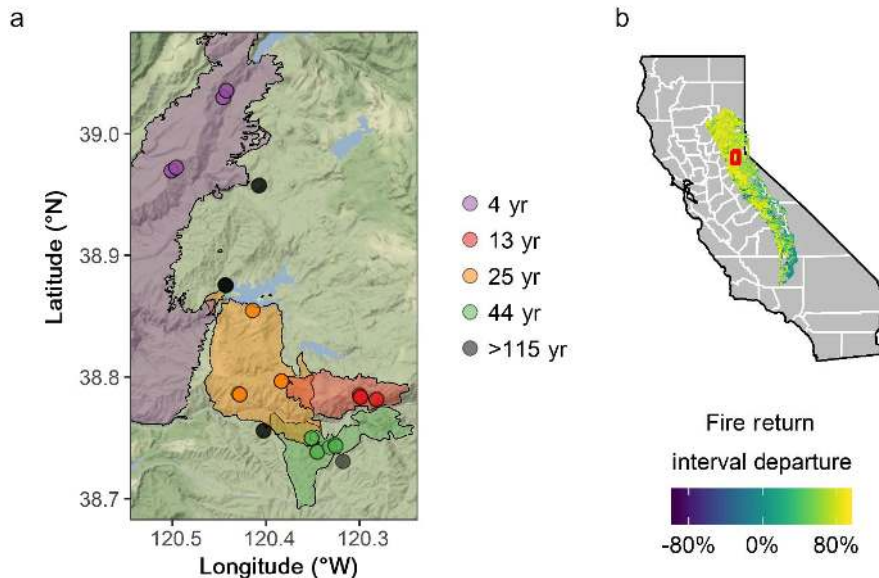 a
b
39.0
38.9
38.8
38.7
Latitude (°N)
120.5
120.4
120.3
Longitude (°W)
4 yr
13 yr
25 yr
44 yr
>115 yr
Fire return
interval departure
-80%
0%
80%